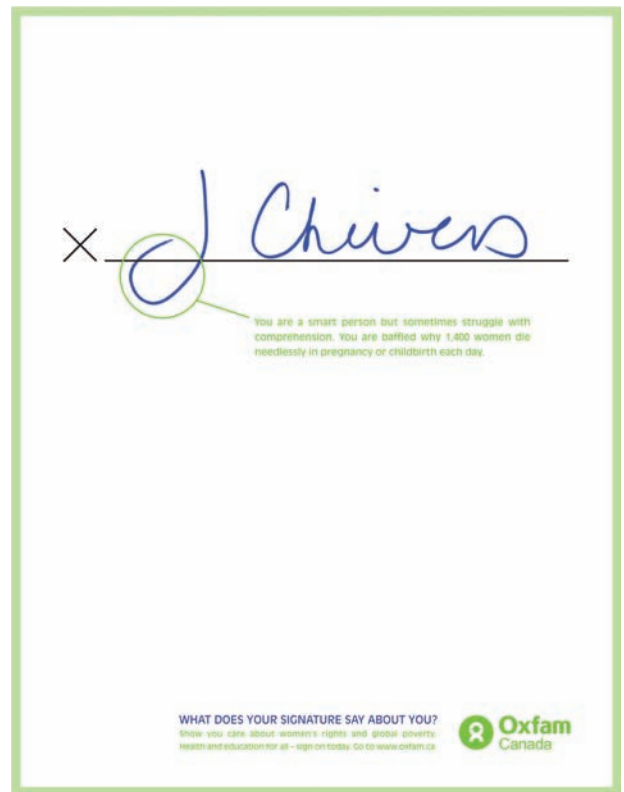 X J Chivers
You are a smart person but sometimes struggle with
comprehension. You are baffled why 1,400 women die
needlessly in pregnancy or childbirth each day.
WHAT DOES YOUR SIGNATURE SAY ABOUT YOU?
Show you care about women's rights and global poverty.
Health and education for all – sign on today. Go to www.oxfam.ca
Oxfam
Canada